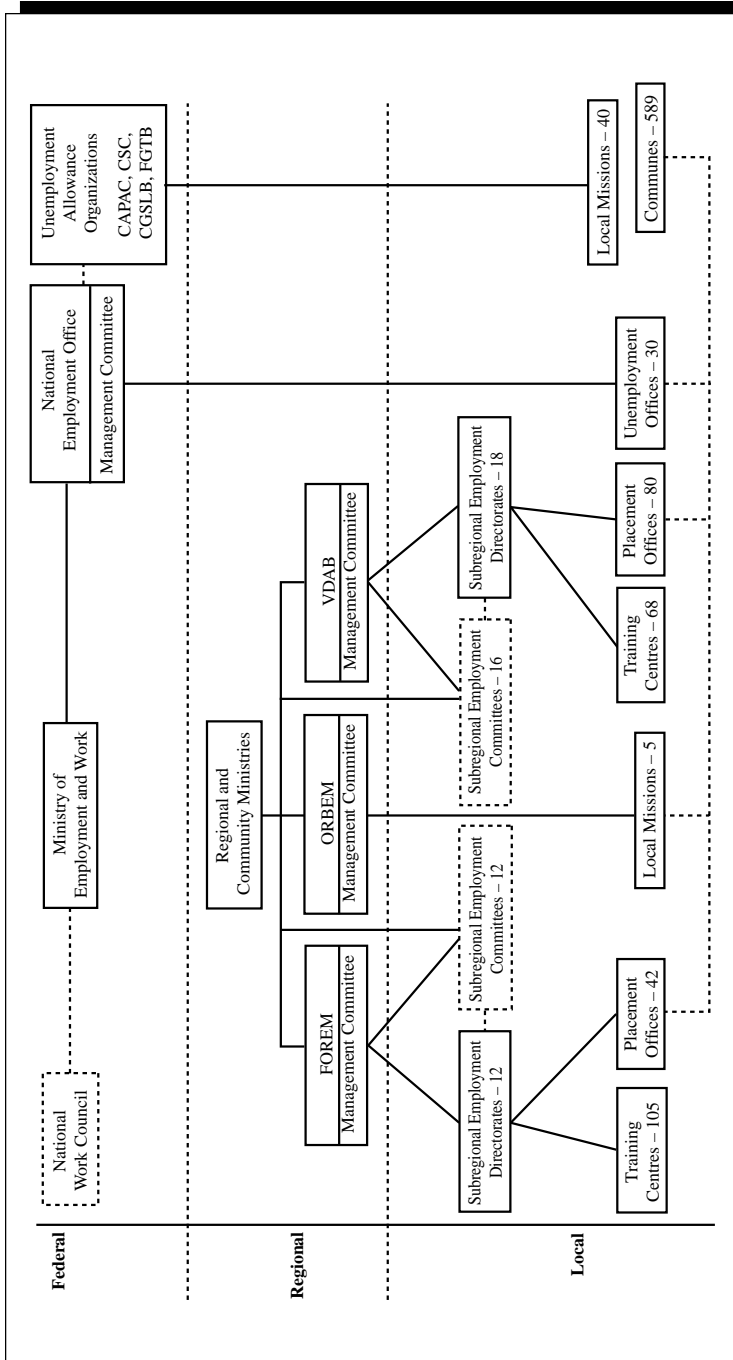 Federal
National
Work Council
Ministry of
Employment and Work
National
Employment Office
Management Committee
Unemployment
Allowance
Organizations
CAPAC, CSC,
CGSLB, FGTB
Regional
Regional and
Community Ministries
FOREM
Management Committee
ORBEM
Management Committee
VDAB
Management Committee
Local
Subregional Employment
Directorates – 12
Subregional Employment
Committees – 12
Subregional Employment
Committees – 16
Subregional Employment
Directorates – 18
Training
Centres – 105
Placement
Offices – 42
Local Missions – 5
Training
Centres – 68
Placement
Offices – 80
Unemployment
Offices – 30
Local Missions – 40
Communes – 589